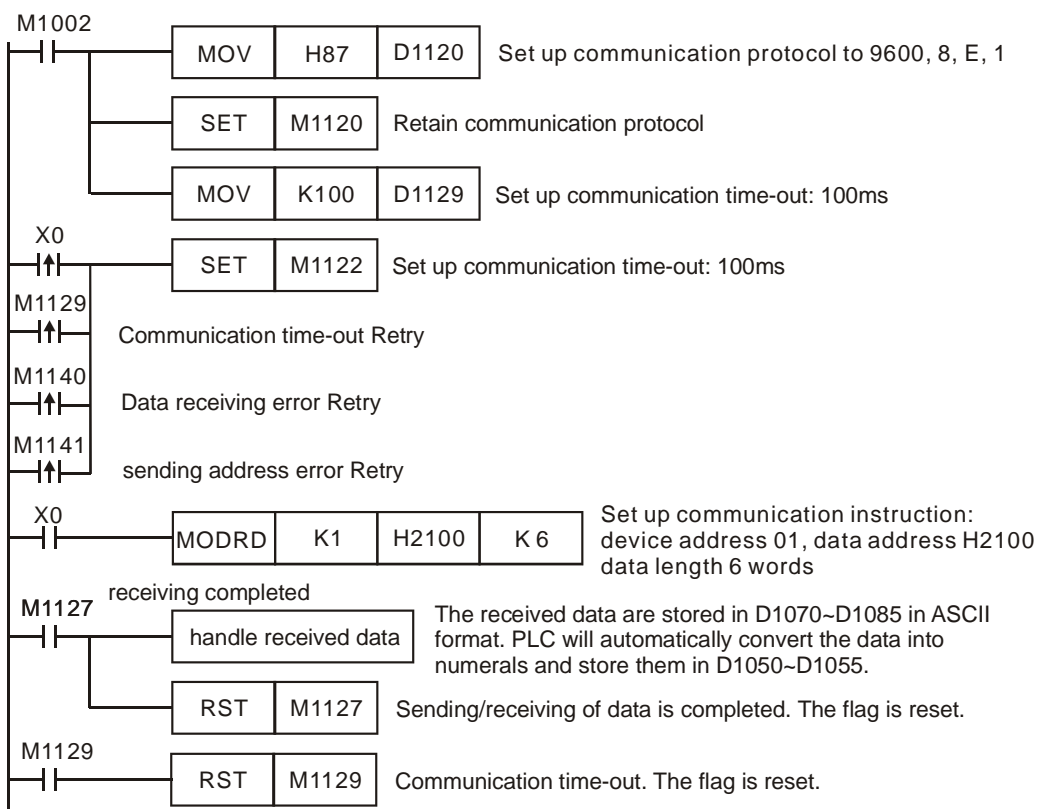 M1002
MOV H87 D1120 Set up communication protocol to 9600, 8, E, 1
SET M1120 Retain communication protocol
MOV K100 D1129 Set up communication time-out: 100ms
X0
SET M1122 Set up communication time-out: 100ms
M1129
Communication time-out Retry
M1140
Data receiving error Retry
M1141
sending address error Retry
X0
MODRD K1 H2100 K 6
Set up communication instruction:
device address 01, data address H2100
data length 6 words
receiving completed
M1127
handle received data
The received data are stored in D1070~D1085 in ASCII
format. PLC will automatically convert the data into
numerals and store them in D1050~D1055.
RST M1127 Sending/receiving of data is completed. The flag is reset.
M1129
RST M1129 Communication time-out. The flag is reset.